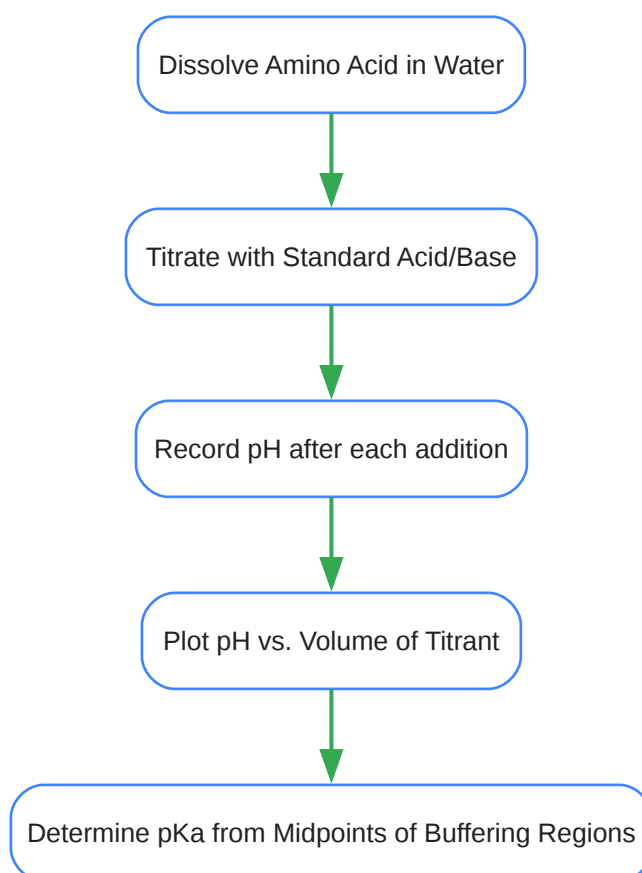 Dissolve Amino Acid in Water
Titrate with Standard Acid/Base
Record pH after each addition
Plot pH vs. Volume of Titrant
Determine pKa from Midpoints of Buffering Regions